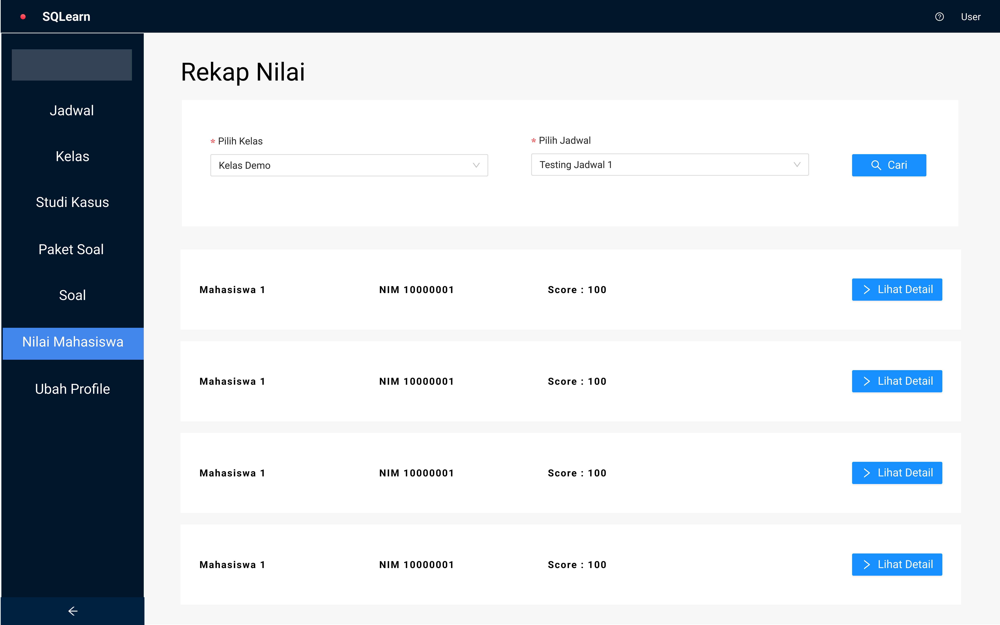 SQLearn
User
Jadwal
Kelas
Studi Kasus
Paket Soal
Soal
Nilai Mahasiswa
Ubah Profile
Rekap Nilai
* Pilih Kelas
Kelas Demo
* Pilih Jadwal
Testing Jadwal 1
Cari
Mahasiswa 1 NIM 10000001 Score : 100 Lihat Detail
Mahasiswa 1 NIM 10000001 Score : 100 Lihat Detail
Mahasiswa 1 NIM 10000001 Score : 100 Lihat Detail
Mahasiswa 1 NIM 10000001 Score : 100 Lihat Detail